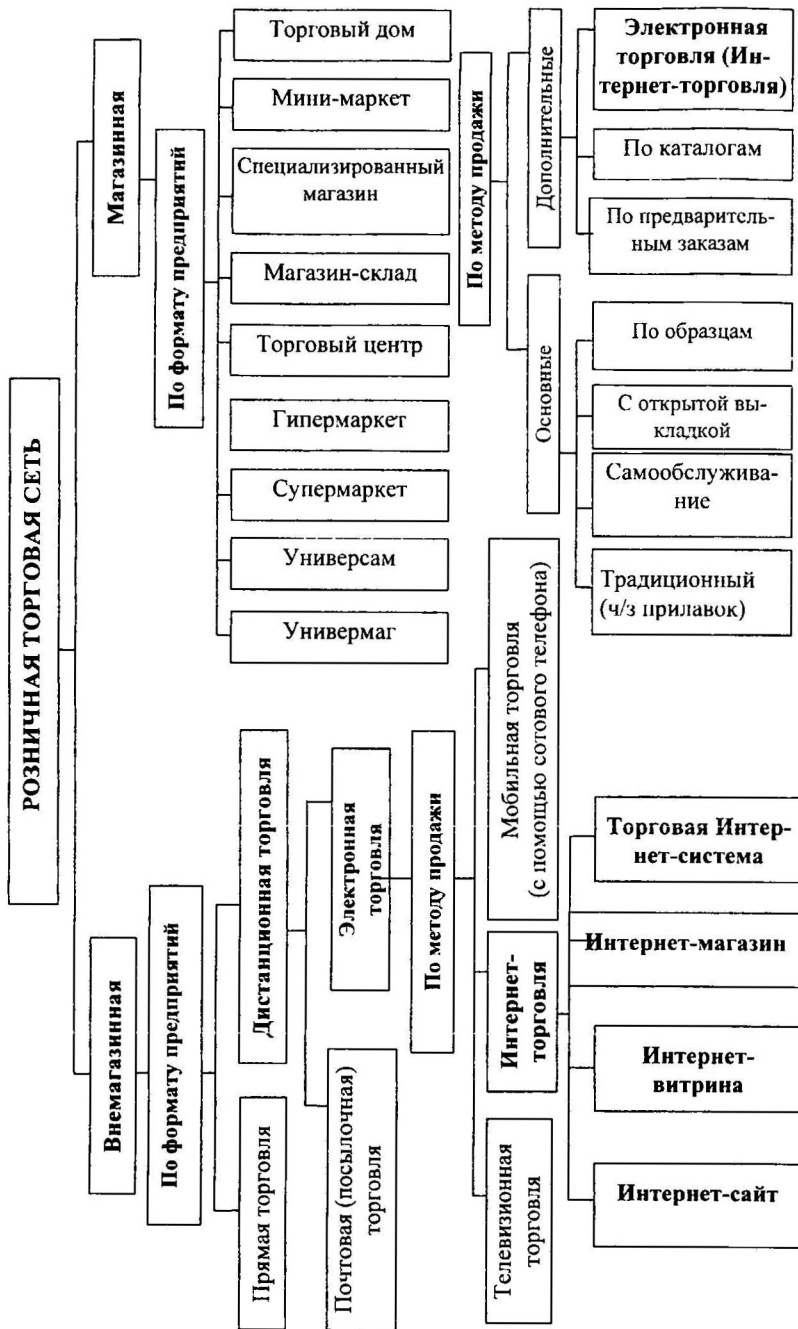 РОЗНИЧНАЯ ТОРГОВАЯ СЕТЬ
Внемагазинная
Магазинная
По формату предприятий
По формату предприятий
Прямая торговля
Дистанционная торговля
Почтовая (посылочная)
торговля
Электронная
торговля
По методу продажи
Телевизионная
торговля
Интернет-
торговля
Мобильная торговля
(с помощью сотового телефона)
Интернет-сайт
Интернет-
витрина
Интернет-магазин
Торговая Интер-
нет-система
Универмаг
Универсам
Супермаркет
Гипермаркет
Торговый центр
Магазин-склад
Специализированный
магазин
Мини-маркет
Торговый дом
По методу продажи
Основные
Дополнительные
Традиционный
(ч/з прилавок)
Самообслужива-
ние
С открытой вы-
кладкой
По образцам
По предваритель-
ным заказам
По каталогам
Электронная
торговля (Ин-
тернет-торговля)